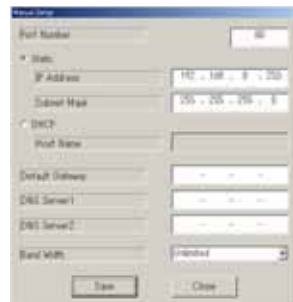 Manual Setup
Port Number 80
Static
IP Address 192 . 168 . 0 . 250
Subnet Mask 255 . 255 . 255 . 0
DHCP
Host Name
Default Gateway
DNS Server1
DNS Server2
Band Width Unlimited
Save Close